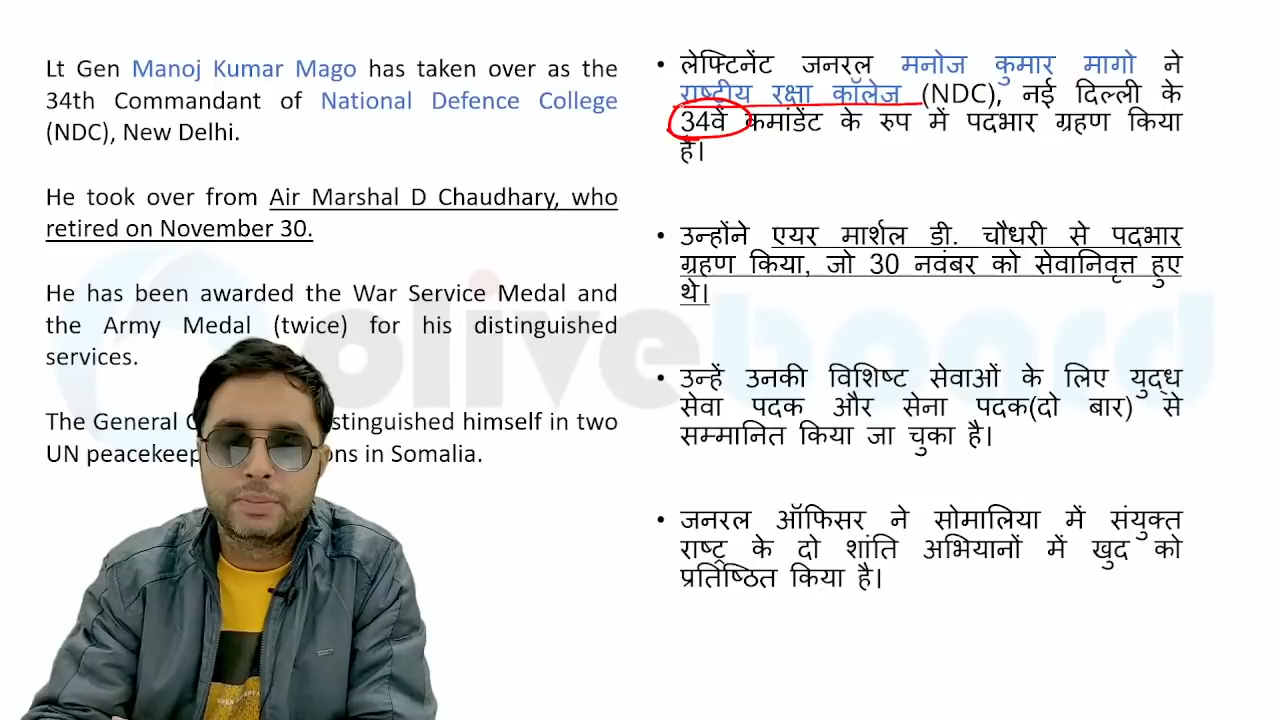 Lt Gen Manoj Kumar Mago has taken over as the
34th Commandant of National Defence College
(NDC), New Delhi.
He took over from Air Marshal D Chaudhary, who
retired on November 30.
He has been awarded the War Service Medal and
the Army Medal (twice) for his distinguished
services.
The General himself in two
UN in Somalia.
• लेफ्टिनेंट जनरल मनोज कुमार मागो ने
राष्ट्रीय रक्षा कॉलेज (NDC), नई दिल्ली के
34वें कमांडेंट के रुप में पदभार ग्रहण किया
है।
• उन्होंने एयर मार्शल डी. चौधरी से पदभार
ग्रहण किया, जो 30 नवंबर को सेवानिवृत्त हुए
थे।
• उन्हें उनकी विशिष्ट सेवाओं के लिए युद्ध
सेवा पदक और सेना पदक(दो बार) से
सम्मानित किया जा चुका है।
• जनरल ऑफिसर ने सोमालिया में संयुक्त
राष्ट्र के दो शांति अभियानों में खुद को
प्रतिष्ठित किया है।
oliveboard